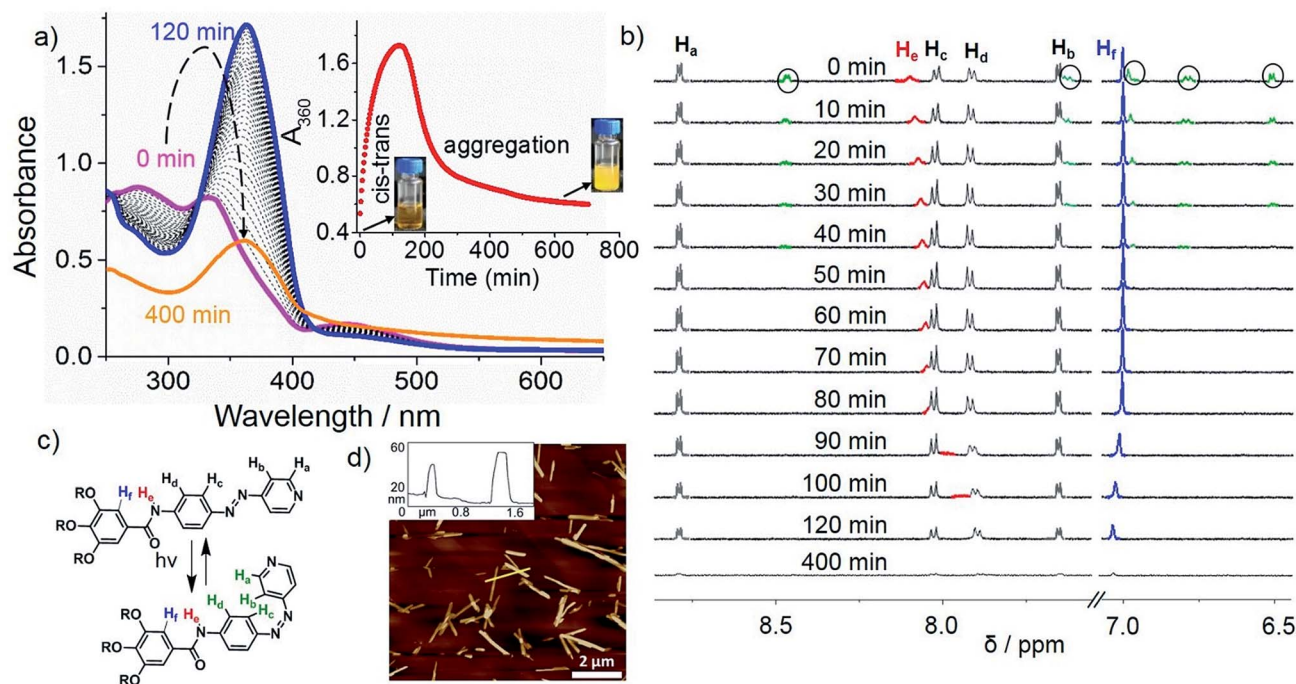 a)
120 min
0 min
400 min
Absorbance
1.5
1.0
0.5
0.0
300
400
500
600
Wavelength / nm
A360
1.6
1.2
0.8
0.4
cis-trans
aggregation
0
200
400
600
800
Time (min)
b)
Ha
He
Hc
Hd
Hb
Hf
0 min
10 min
20 min
30 min
40 min
50 min
60 min
70 min
80 min
90 min
100 min
120 min
400 min
8.5
8.0
7.0
6.5
δ / ppm
c)
Hb Ha
Hd Hc
Hf He
RO
RO
RO
O
N
N
N
N
hν
N
Ha
Hb
Hd Hc
Hf He
RO
RO
RO
O
N
N
N
d)
60
20
nm
0
μm
0.8
1.6
2 μm